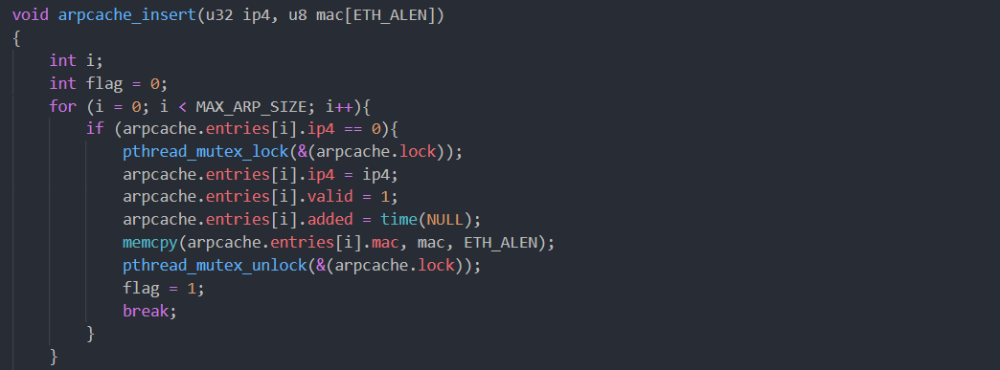 void arpcache_insert(u32 ip4, u8 mac[ETH_ALEN])
{
    int i;
    int flag = 0;
    for (i = 0; i < MAX_ARP_SIZE; i++){
        if (arpcache.entries[i].ip4 == 0){
            pthread_mutex_lock(&(arpcache.lock));
            arpcache.entries[i].ip4 = ip4;
            arpcache.entries[i].valid = 1;
            arpcache.entries[i].added = time(NULL);
            memcpy(arpcache.entries[i].mac, mac, ETH_ALEN);
            pthread_mutex_unlock(&(arpcache.lock));
            flag = 1;
            break;
        }
    }